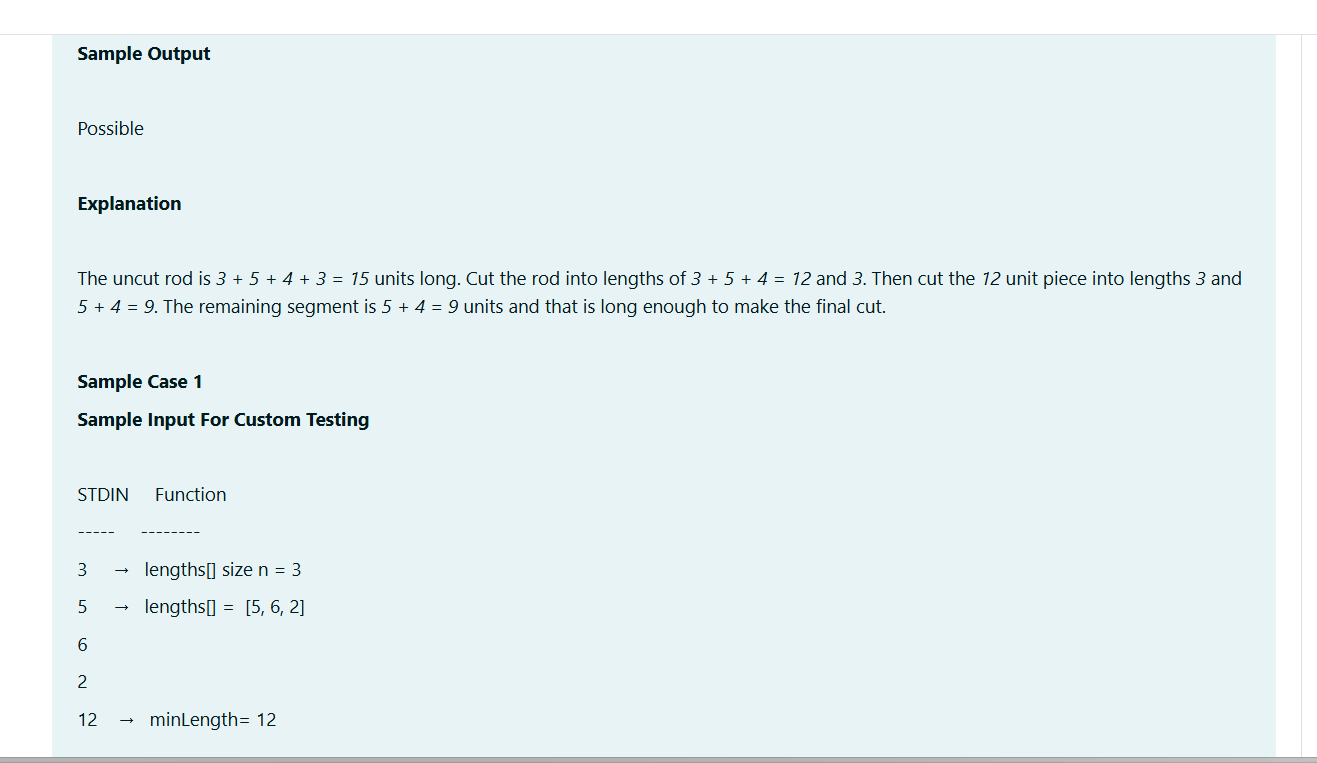 Sample Output
Possible
Explanation
The uncut rod is 3 + 5 + 4 + 3 = 15 units long. Cut the rod into lengths of 3 + 5 + 4 = 12 and 3. Then cut the 12 unit piece into lengths 3 and
5 + 4 = 9. The remaining segment is 5 + 4 = 9 units and that is long enough to make the final cut.
Sample Case 1
Sample Input For Custom Testing
STDIN Function
----- --------
3 → lengths[] size n = 3
5 → lengths[] = [5, 6, 2]
6
2
12 → minLength= 12